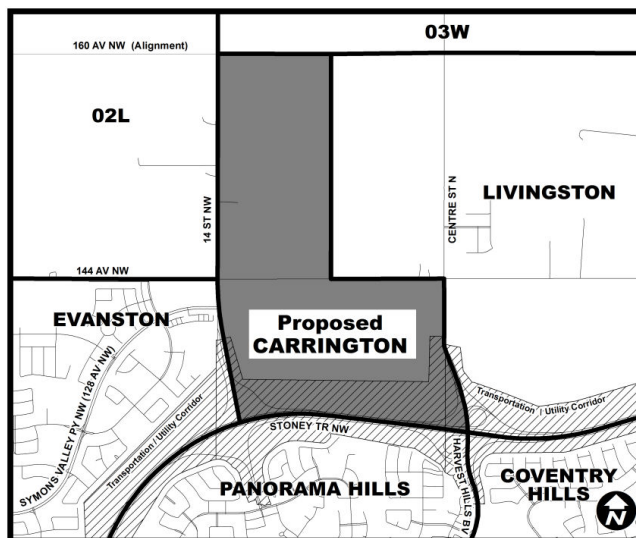 03W
160 AV NW (Alignment)
02L
LIVINGSTON
14 ST NW
CENTRE ST N
144 AV NW
EVANSTON
Proposed
CARRINGTON
SYMONS VALLEY PY NW (128 AV NW)
Transportation / Utility Corridor
Transportation / Utility Corridor
STONEY TR NW
HARVEST HILLS BV
PANORAMA HILLS
COVENTRY
HILLS
N